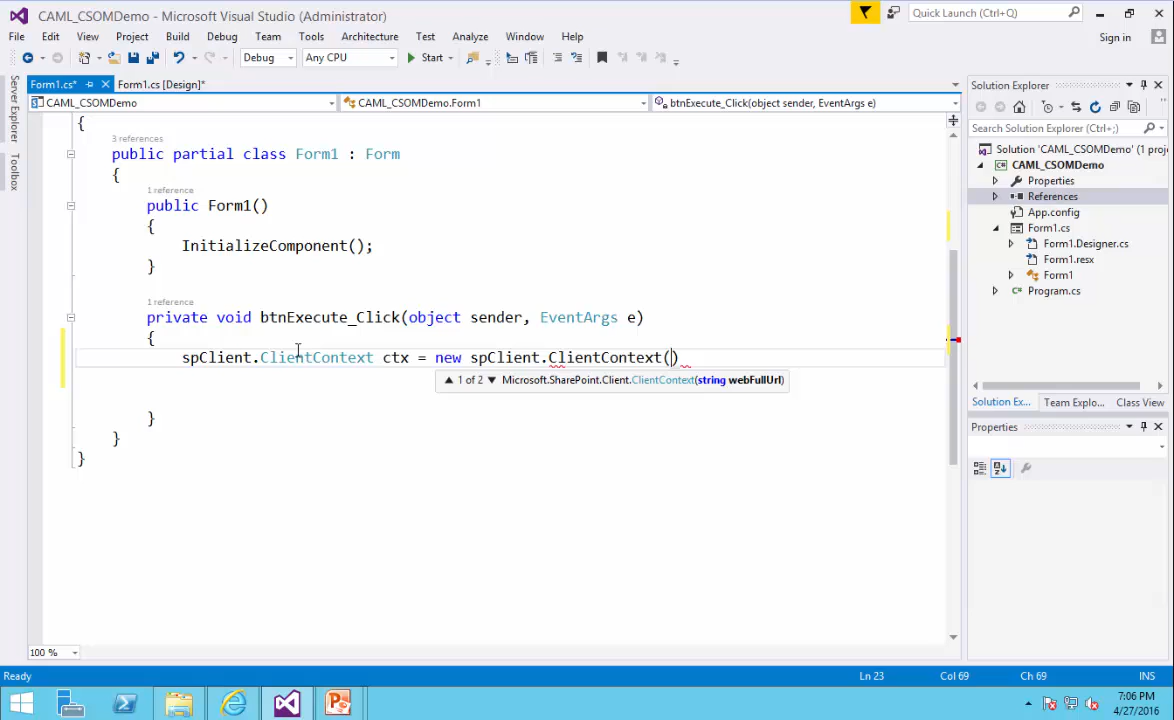 CAML_CSOMDemo - Microsoft Visual Studio (Administrator)
Quick Launch (Ctrl+;)
File Edit View Project Build Debug Team Tools Architecture Test Analyze Window Help
Sign in
Debug Any CPU Start
Server Explorer
Toolbox
Form1.cs* Form1.cs [Design]*
CAML_CSOMDemo CAML_CSOMDemo.Form1 btnExecute_Click(object sender, EventArgs e)
{
3 references
public partial class Form1 : Form
{
1 reference
public Form1()
{
InitializeComponent();
}
1 reference
private void btnExecute_Click(object sender, EventArgs e)
{
spClient.ClientContext ctx = new spClient.ClientContext()
1 of 2 Microsoft.SharePoint.Client.ClientContext(string webFullUrl)
}
}
}
100 %
Solution Explorer
Search Solution Explorer (Ctrl+;)
Solution 'CAML_CSOMDemo' (1 proj
CAML_CSOMDemo
Properties
References
App.config
Form1.cs
Form1.Designer.cs
Form1.resx
Form1
Program.cs
Solution Ex... Team Explo... Class View
Properties
Ready Ln 23 Col 69 Ch 69 INS
7:06 PM
4/27/2016